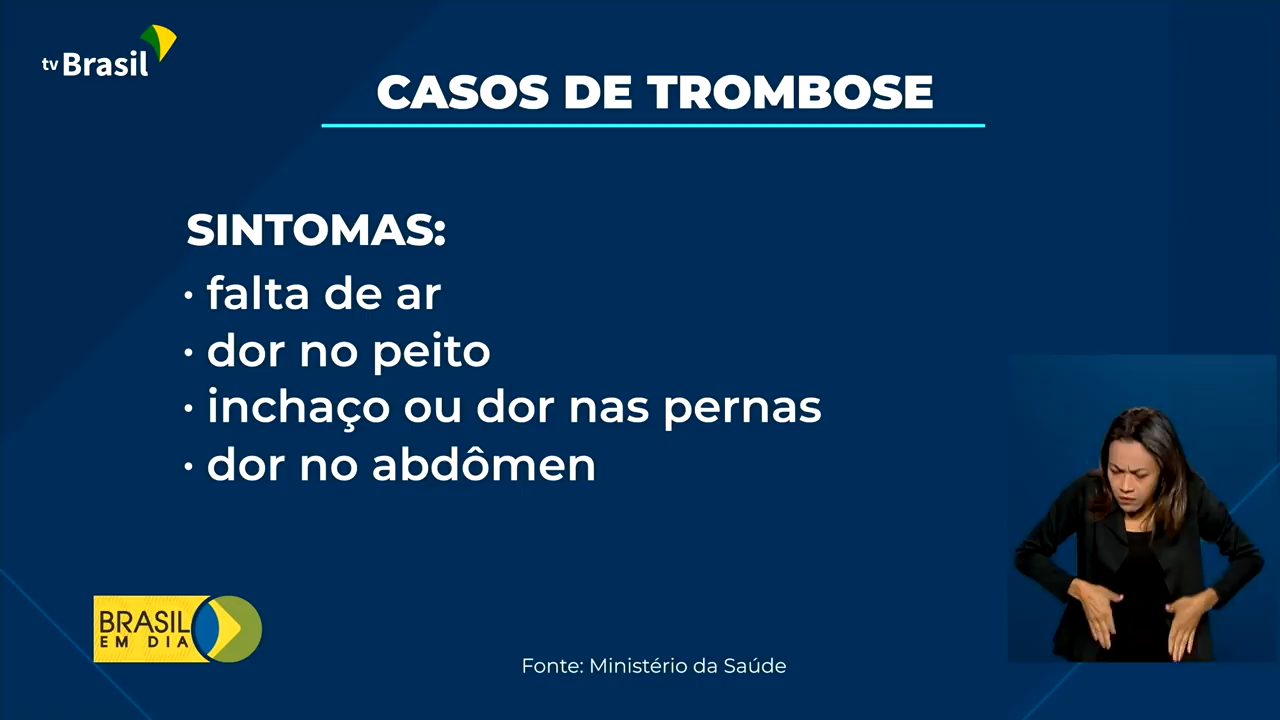 tv Brasil
CASOS DE TROMBOSE
SINTOMAS:
· falta de ar
· dor no peito
· inchaço ou dor nas pernas
· dor no abdômen
BRASIL
EM DIA
Fonte: Ministério da Saúde